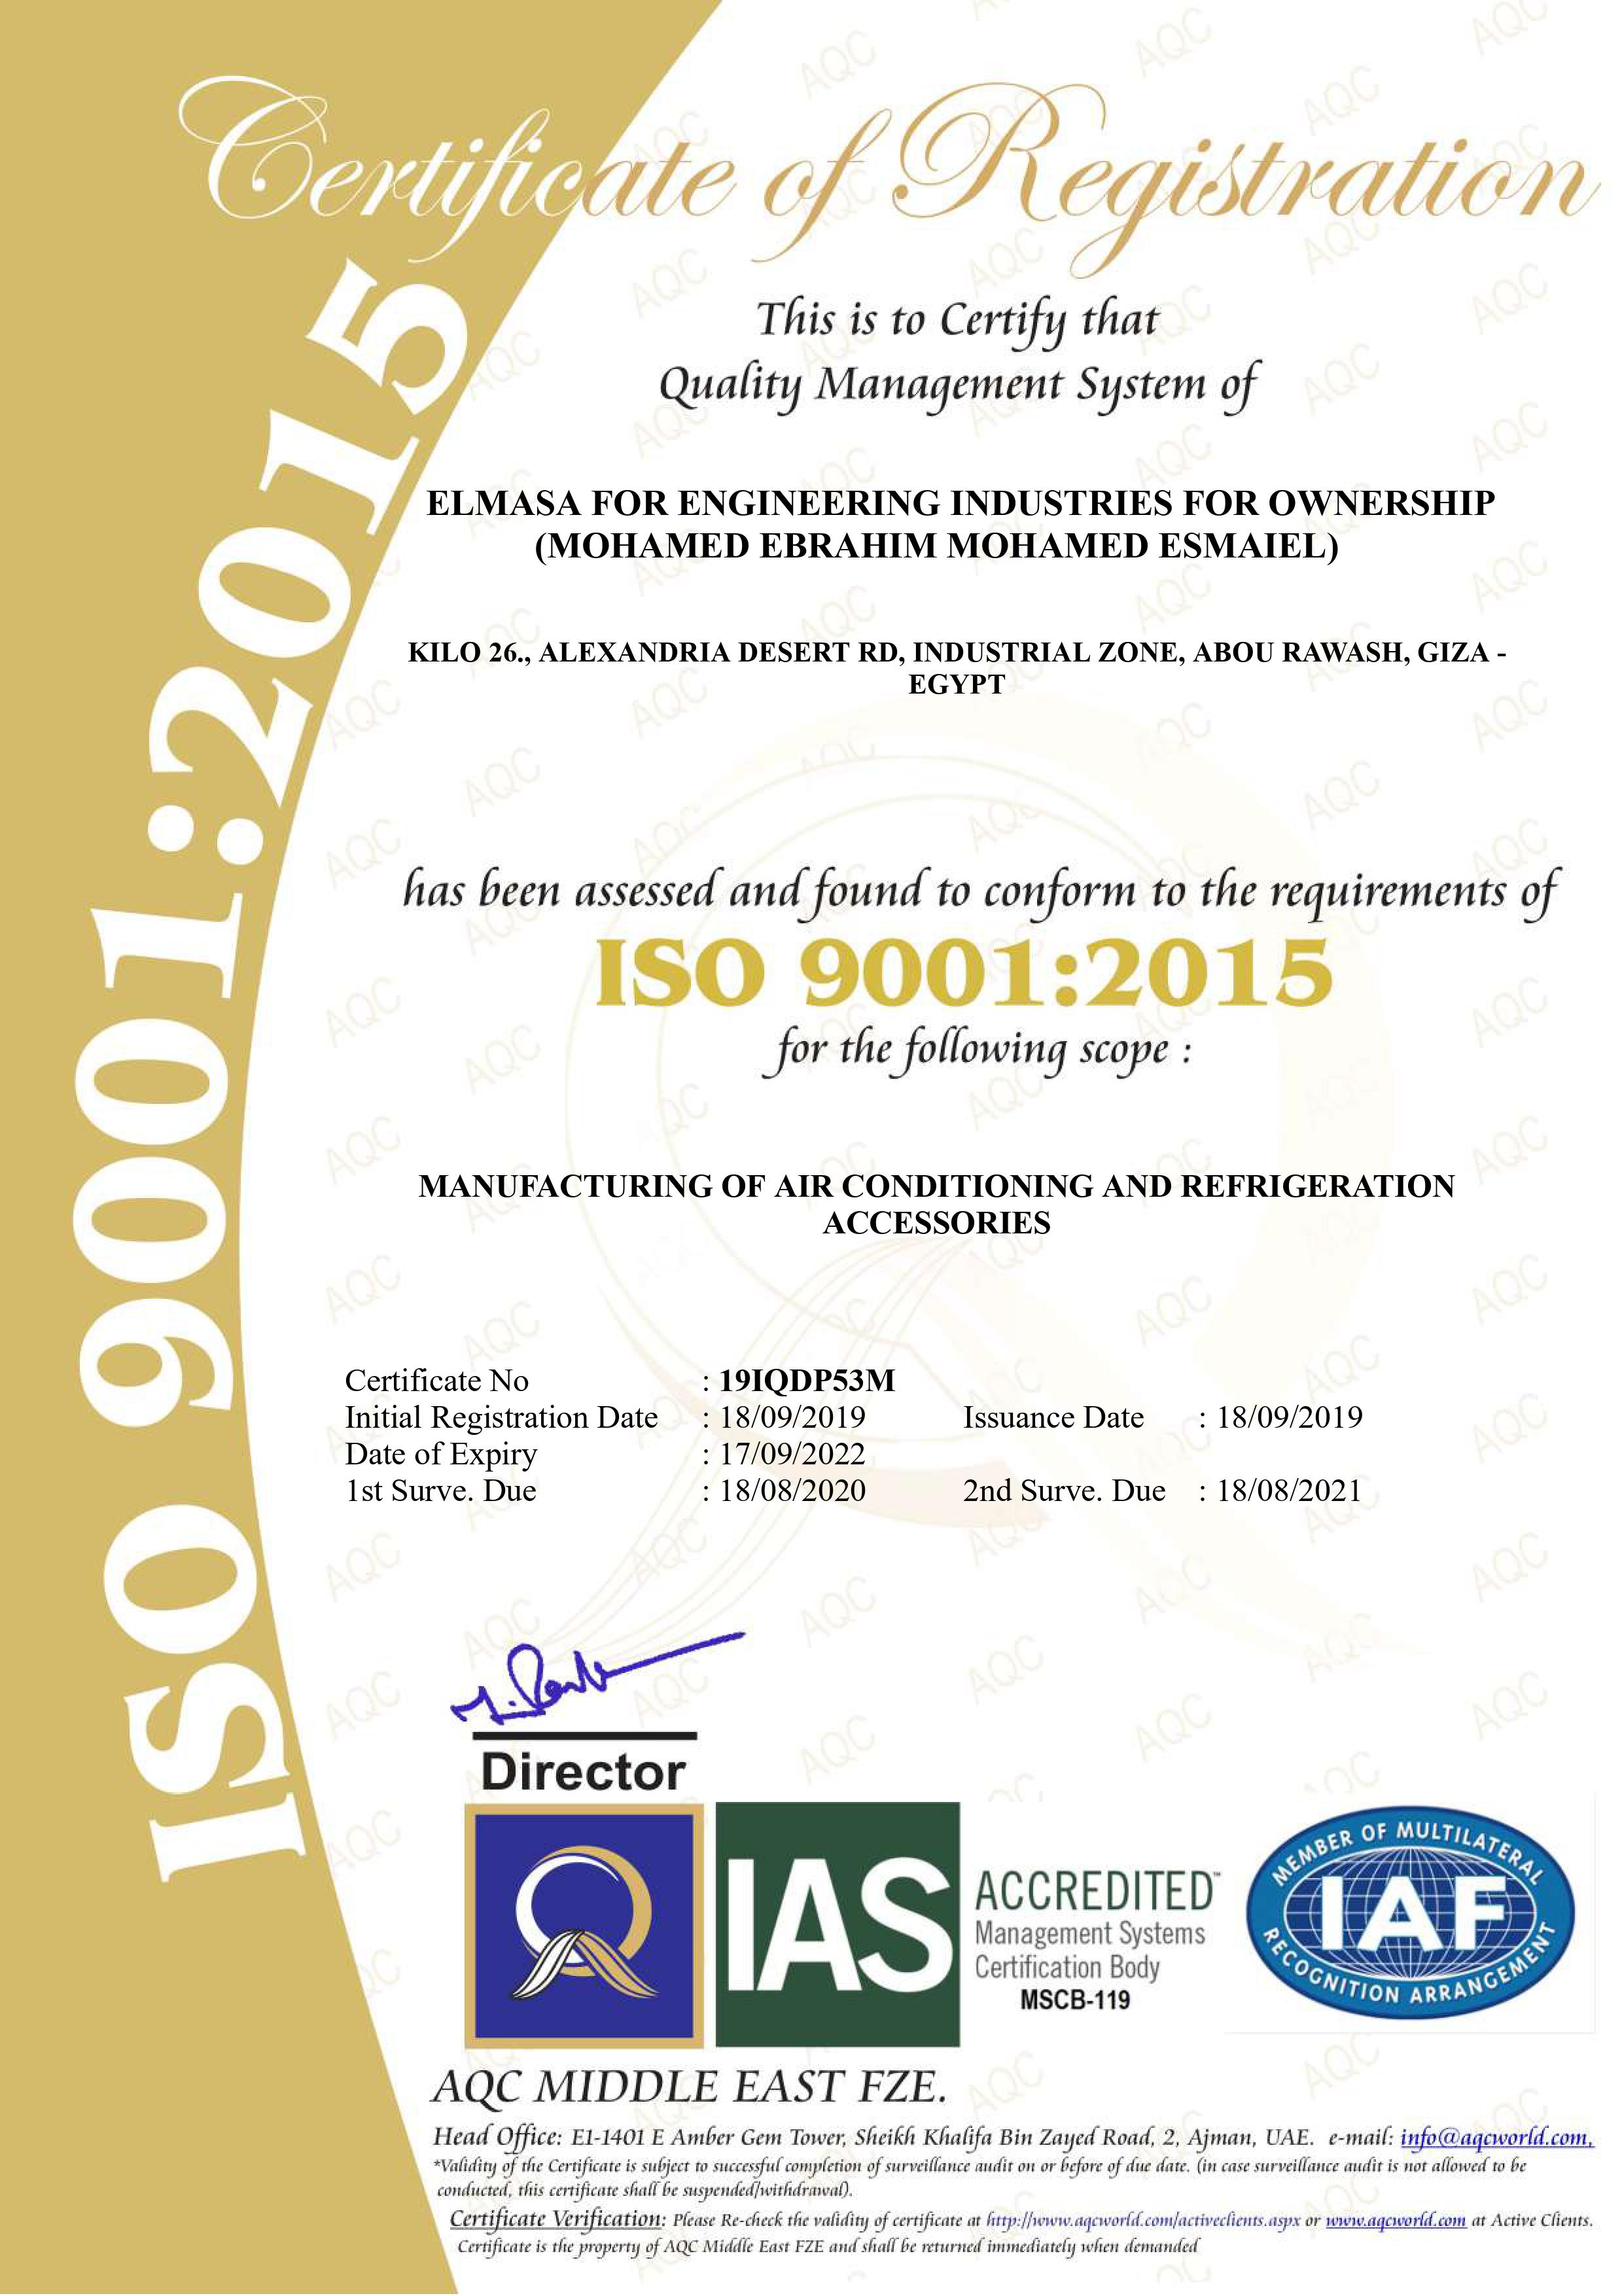 Certificate of Registration
ISO 9001:2015
This is to Certify that
Quality Management System of
ELMASA FOR ENGINEERING INDUSTRIES FOR OWNERSHIP
(MOHAMED EBRAHIM MOHAMED ESMAIEL)
KILO 26., ALEXANDRIA DESERT RD, INDUSTRIAL ZONE, ABOU RAWASH, GIZA -
EGYPT
has been assessed and found to conform to the requirements of
ISO 9001:2015
for the following scope :
MANUFACTURING OF AIR CONDITIONING AND REFRIGERATION
ACCESSORIES
Certificate No : 19IQDP53M
Initial Registration Date : 18/09/2019 Issuance Date : 18/09/2019
Date of Expiry : 17/09/2022
1st Surve. Due : 18/08/2020 2nd Surve. Due : 18/08/2021
Director
IAS
ACCREDITED™
Management Systems
Certification Body
MSCB-119
MEMBER OF MULTILATERAL
IAF
RECOGNITION ARRANGEMENT
AQC MIDDLE EAST FZE.
Head Office: E1-1401 E Amber Gem Tower, Sheikh Khalifa Bin Zayed Road, 2, Ajman, UAE. e-mail: info@aqcworld.com,
*Validity of the Certificate is subject to successful completion of surveillance audit on or before of due date. (in case surveillance audit is not allowed to be
conducted, this certificate shall be suspended/withdrawal).
Certificate Verification: Please Re-check the validity of certificate at http://www.aqcworld.com/activeclients.aspx or www.aqcworld.com at Active Clients.
Certificate is the property of AQC Middle East FZE and shall be returned immediately when demanded